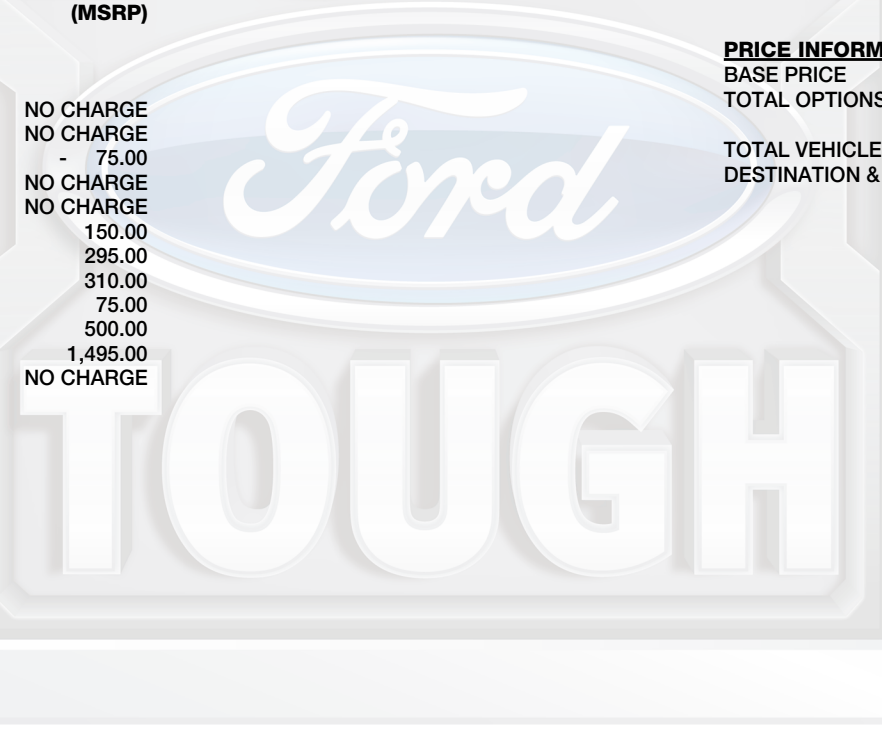 (MSRP)
NO CHARGE
NO CHARGE
- 75.00
NO CHARGE
NO CHARGE
150.00
295.00
310.00
75.00
500.00
1,495.00
NO CHARGE
PRICE INFORM
BASE PRICE
TOTAL OPTIONS
TOTAL VEHICLE
DESTINATION &
Ford
TOUGH